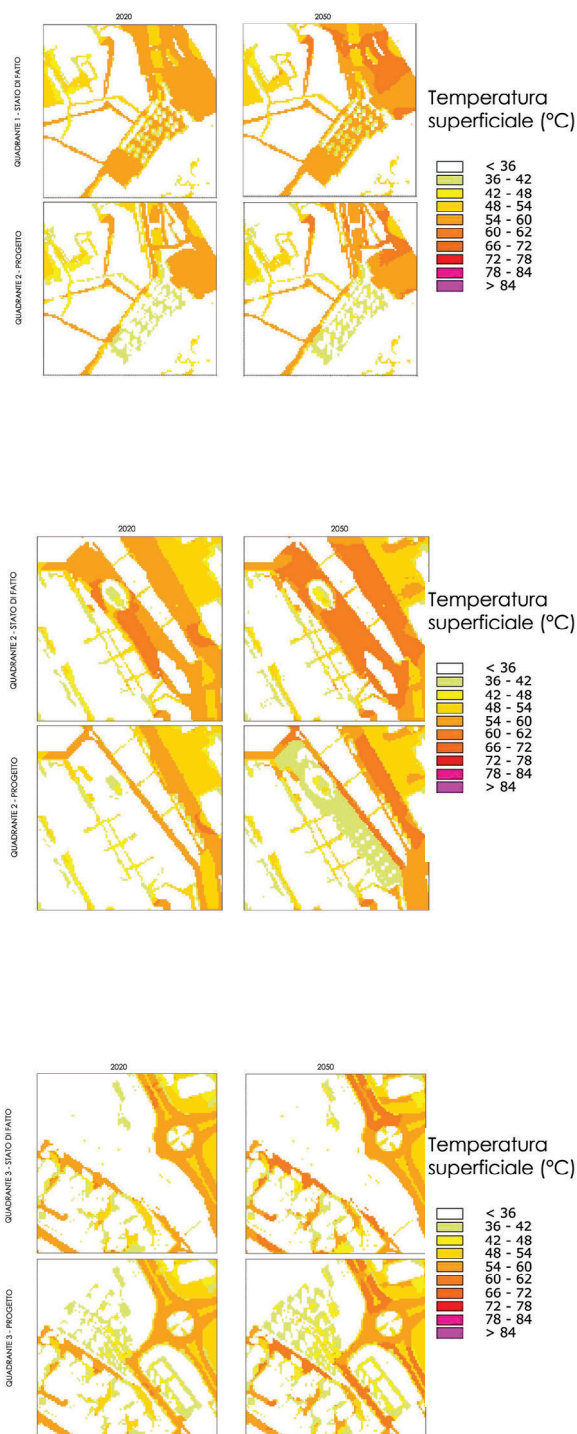 2020
2050
QUADRANTE 1 - STATO DI FATTO
QUADRANTE 2 - PROGETTO
Temperatura
superficiale (°C)
< 36
36 - 42
42 - 48
48 - 54
54 - 60
60 - 62
66 - 72
72 - 78
78 - 84
> 84
2020
2050
QUADRANTE 2 - STATO DI FATTO
QUADRANTE 2 - PROGETTO
Temperatura
superficiale (°C)
< 36
36 - 42
42 - 48
48 - 54
54 - 60
60 - 62
66 - 72
72 - 78
78 - 84
> 84
2020
2050
QUADRANTE 3 - STATO DI FATTO
QUADRANTE 3 - PROGETTO
Temperatura
superficiale (°C)
< 36
36 - 42
42 - 48
48 - 54
54 - 60
60 - 62
66 - 72
72 - 78
78 - 84
> 84